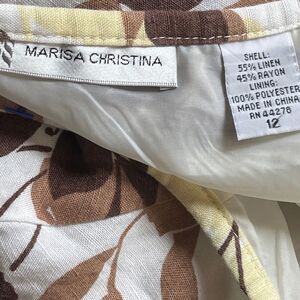 MARISA CHRISTINA
SHELL:
55% LINEN
45% RAYON
LINING:
100% POLYESTER
MADE IN CHINA
RN 44278
12